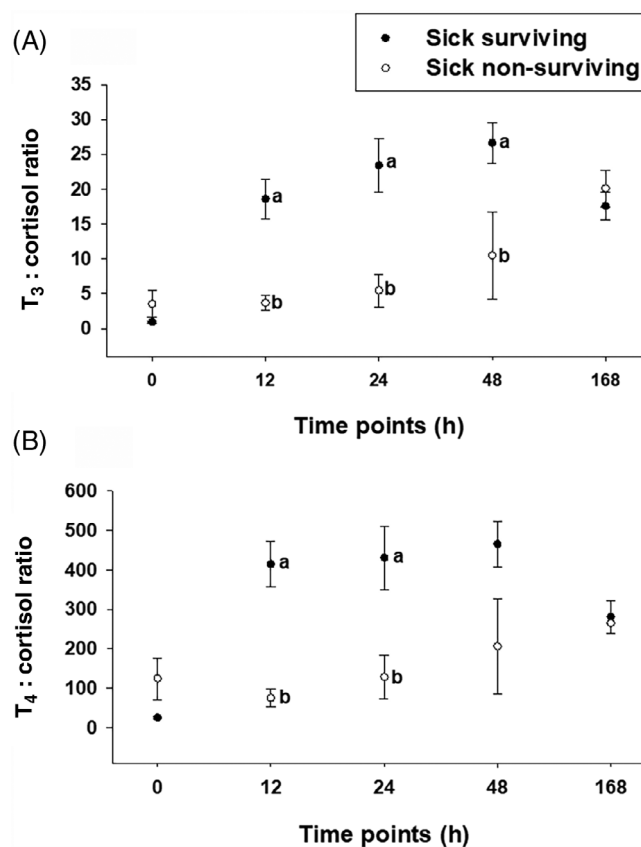 (A)
Sick surviving
Sick non-surviving
35
30
25
20
15
10
5
0
T3 : cortisol ratio
a
a
a
b
b
b
0 12 24 48 168
Time points (h)
(B)
600
500
400
300
200
100
0
T4 : cortisol ratio
a
a
b
b
0 12 24 48 168
Time points (h)